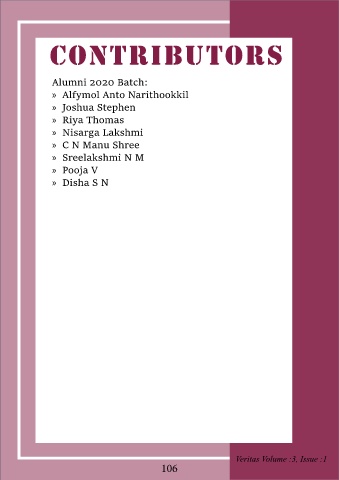 CONTRIBUTORS
Alumni 2020 Batch:
» Alfymol Anto Narithookkil
» Joshua Stephen
» Riya Thomas
» Nisarga Lakshmi
» C N Manu Shree
» Sreelakshmi N M
» Pooja V
» Disha S N
Veritas Volume :3, Issue :1
106